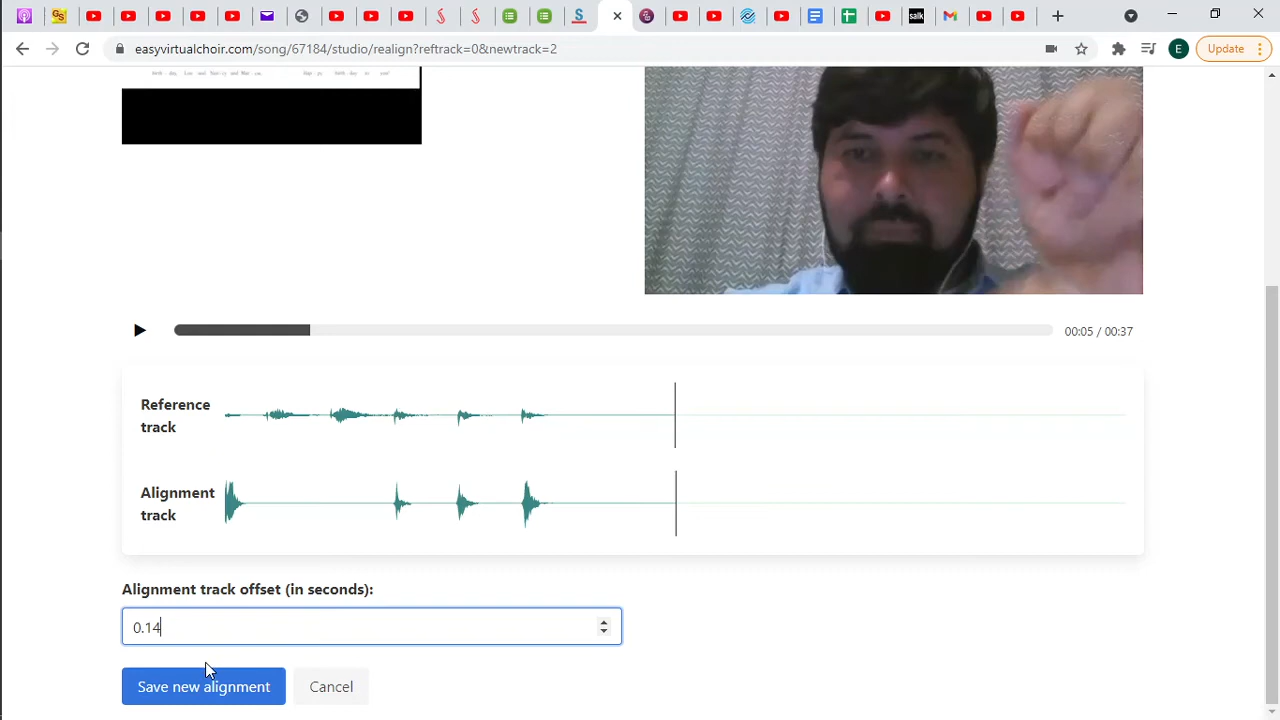 easyvirtualchoir.com/song/67184/studio/realign?reftrack=0&newtrack=2
E
Update
salk
00:05 / 00:37
Reference
track
Alignment
track
Alignment track offset (in seconds):
0.14
Save new alignment
Cancel